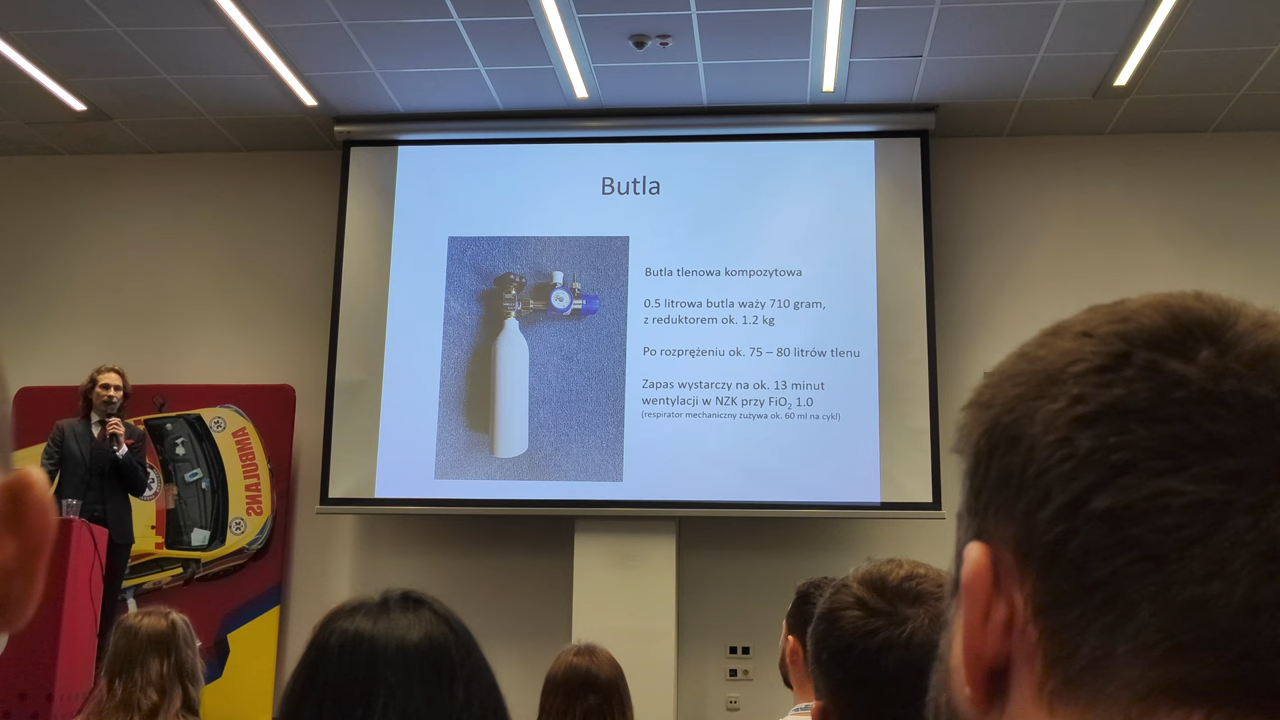 Butla
Butla tlenowa kompozytowa
0.5 litrowa butla waży 710 gram,
z reduktorem ok. 1.2 kg
Po rozprężeniu ok. 75 – 80 litrów tlenu
Zapas wystarczy na ok. 13 minut
wentylacji w NZK przy FiO₂ 1.0
(respirator mechaniczny zużywa ok. 60 ml na cykl)
AMBULANS